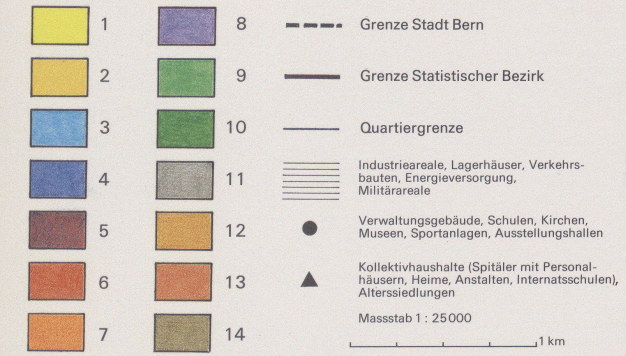 1
2
3
4
5
6
7
8
9
10
11
12
13
14
Grenze Stadt Bern
Grenze Statistischer Bezirk
Quartiergrenze
Industrieareale, Lagerhäuser, Verkehrs-
bauten, Energieversorgung,
Militärareale
Verwaltungsgebäude, Schulen, Kirchen,
Museen, Sportanlagen, Ausstellungshallen
Kollektivhaushalte (Spitäler mit Personal-
häusern, Heime, Anstalten, Internatsschulen),
Alterssiedlungen
Massstab 1 : 25000
1 km